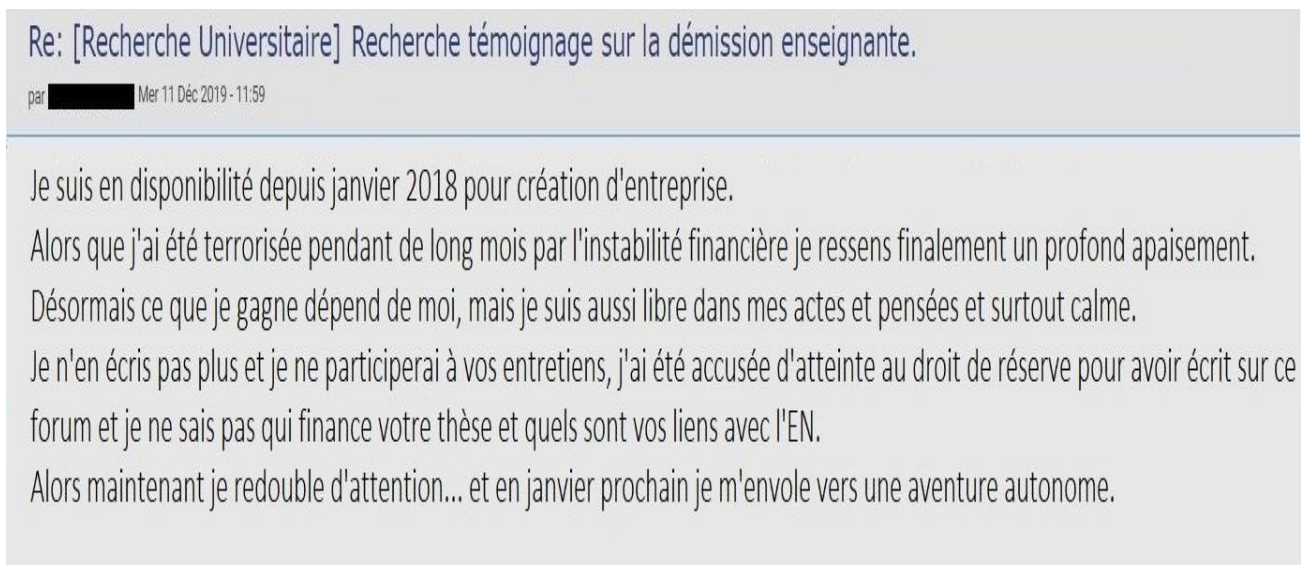 Re: [Recherche Universitaire] Recherche témoignage sur la démission enseignante.
par Mer 11 Déc 2019 - 11:59
Je suis en disponibilité depuis janvier 2018 pour création d'entreprise.
Alors que j'ai été terrorisée pendant de long mois par l'instabilité financière je ressens finalement un profond apaisement.
Désormais ce que je gagne dépend de moi, mais je suis aussi libre dans mes actes et pensées et surtout calme.
Je n'en écris pas plus et je ne participerai à vos entretiens, j'ai été accusée d'atteinte au droit de réserve pour avoir écrit sur ce
forum et je ne sais pas qui finance votre thèse et quels sont vos liens avec l'EN.
Alors maintenant je redouble d'attention... et en janvier prochain je m'envole vers une aventure autonome.